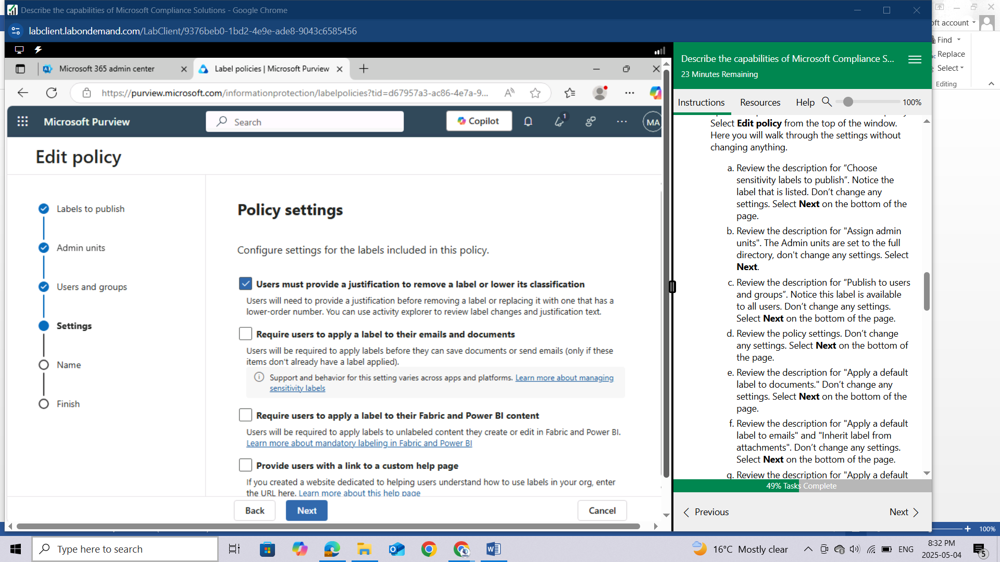 Describe the capabilities of Microsoft Compliance Solutions - Google Chrome
labclient.labondemand.com/LabClient/9376beb0-1bd2-4e9e-ade8-9043c6585456
Microsoft 365 admin center
Label policies | Microsoft Purview
https://purview.microsoft.com/informationprotection/labelpolicies?tid=d67957a3-ac86-4e7a-9...
Microsoft Purview
Search
Copilot
1
MA
Edit policy
Labels to publish
Admin units
Users and groups
Settings
Name
Finish
Policy settings
Configure settings for the labels included in this policy.
Users must provide a justification to remove a label or lower its classification
Users will need to provide a justification before removing a label or replacing it with one that has a
lower-order number. You can use activity explorer to review label changes and justification text.
Require users to apply a label to their emails and documents
Users will be required to apply labels before they can save documents or send emails (only if these
items don't already have a label applied).
Support and behavior for this setting varies across apps and platforms. Learn more about managing
sensitivity labels
Require users to apply a label to their Fabric and Power BI content
Users will be required to apply labels to unlabeled content they create or edit in Fabric and Power BI.
Learn more about mandatory labeling in Fabric and Power BI
Provide users with a link to a custom help page
If you created a website dedicated to helping users understand how to use labels in your org, enter
the URL here. Learn more about this help page
Back
Next
Cancel
Describe the capabilities of Microsoft Compliance S...
23 Minutes Remaining
Instructions
Resources
Help
100%
Select Edit policy from the top of the window.
Here you will walk through the settings without
changing anything.
a. Review the description for “Choose
sensitivity labels to publish”. Notice the
label that is listed. Don’t change any
settings. Select Next on the bottom of the
page.
b. Review the description for "Assign admin
units". The Admin units are set to the full
directory, don't change any settings. Select
Next.
c. Review the description for “Publish to users
and groups”. Notice this label is available
to all users. Don’t change any settings.
Select Next on the bottom of the page.
d. Review the policy settings. Don’t change
any settings. Select Next on the bottom of
the page.
e. Review the description for "Apply a default
label to documents." Don’t change any
settings. Select Next on the bottom of the
page.
f. Review the description for "Apply a default
label to emails" and "Inherit label from
attachments". Don’t change any settings.
Select Next on the bottom of the page.
g. Review the description for "Apply a default
49% Tasks Complete
Previous
Next
account
Find
Replace
Select
Editing
100%
Type here to search
16°C Mostly clear
ENG
8:32 PM
2025-05-04
5